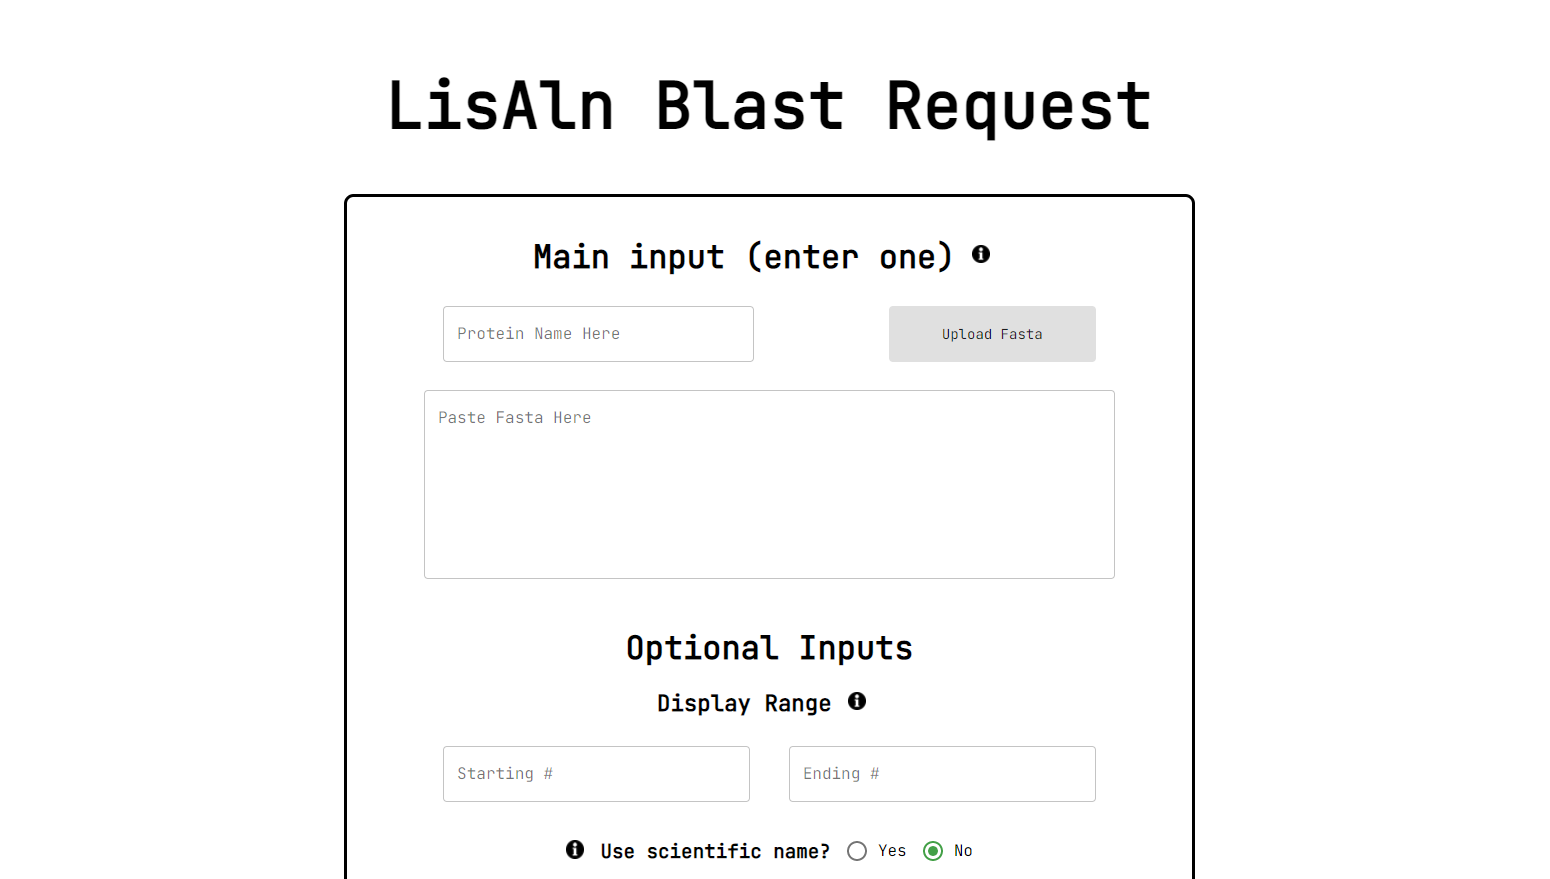 LisAln Blast Request
Main input (enter one)
Protein Name Here
Upload Fasta
Paste Fasta Here
Optional Inputs
Display Range
Starting #
Ending #
Use scientific name? Yes No